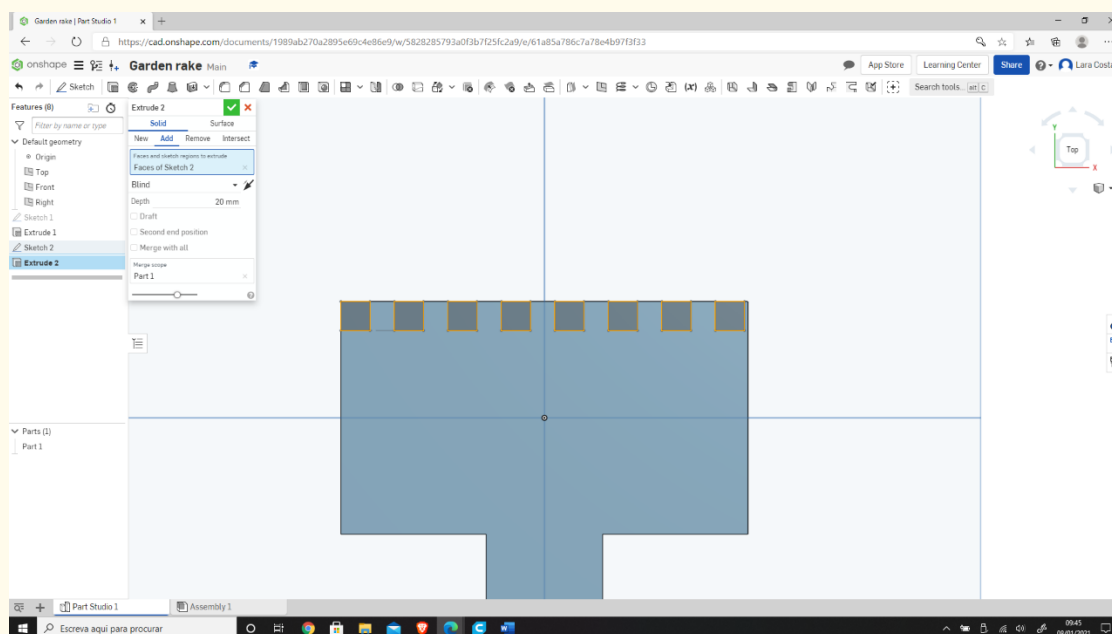 Garden rake | Part Studio 1
https://cad.onshape.com/documents/1989ab270a2895e69c4e86e9/w/5828285793a0f3b7f25fc2a9/e/61a85a786c7a78e4b97f3f33
onshape Garden rake Main App Store Learning Center Share Lara Costa
Sketch Search tools... alt C
Features (8)
Filter by name or type
Default geometry
Origin
Top
Front
Right
Sketch 1
Extrude 1
Sketch 2
Extrude 2
Extrude 2
Solid Surface
New Add Remove Intersect
Faces and sketch regions to extrude
Faces of Sketch 2
Blind
Depth 20 mm
Draft
Second end position
Merge with all
Merge scope
Part 1
Y
Top
X
Parts (1)
Part 1
Part Studio 1 Assembly 1
Escreva aqui para procurar
09:45
08/01/2021